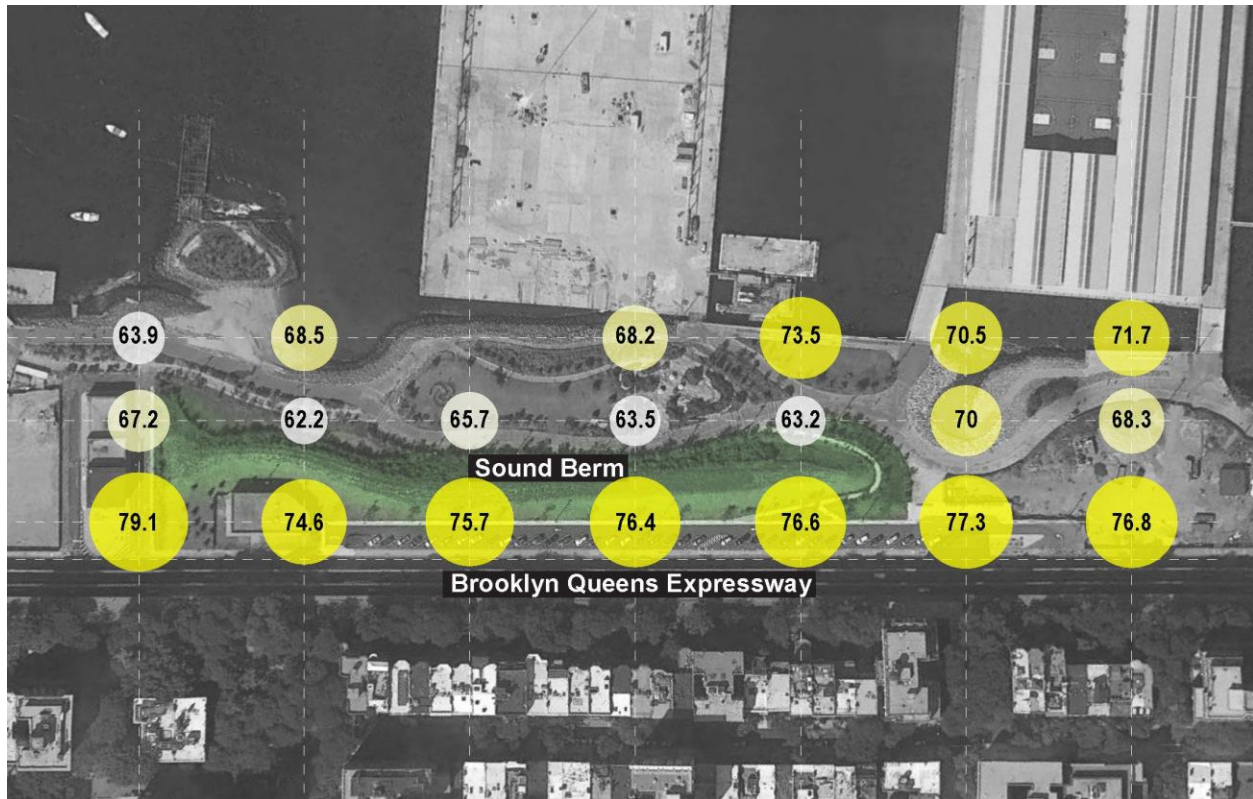 63.9 68.5 68.2 73.5 70.5 71.7
67.2 62.2 65.7 63.5 63.2 70 68.3
Sound Berm
79.1 74.6 75.7 76.4 76.6 77.3 76.8
Brooklyn Queens Expressway